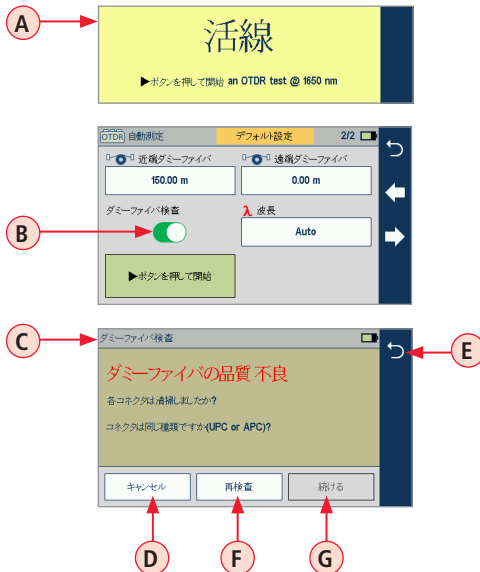 A
活線
▶ボタンを押して開始 an OTDR test @ 1650 nm
OTDR 自動測定 デフォルト設定 2/2
近端ダミーファイバ 遠端ダミーファイバ
150.00 m 0.00 m
ダミーファイバ検査 λ 波長
B
Auto
▶ボタンを押して開始
C ダミーファイバ検査
E
ダミーファイバの品質 不良
各コネクタは清掃しましたか?
コネクタは同じ種類ですか(UPC or APC)?
キャンセル 再検査 続ける
D F G